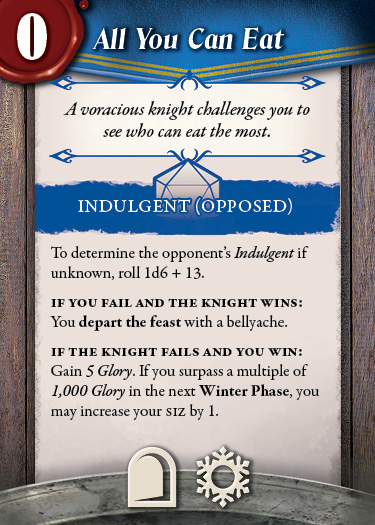 0
All You Can Eat
A voracious knight challenges you to
see who can eat the most.
INDULGENT (OPPOSED)
To determine the opponent's Indulgent if
unknown, roll 1d6 + 13.
IF YOU FAIL AND THE KNIGHT WINS:
You depart the feast with a bellyache.
IF THE KNIGHT FAILS AND YOU WIN:
Gain 5 Glory. If you surpass a multiple of
1,000 Glory in the next Winter Phase, you
may increase your SIZ by 1.